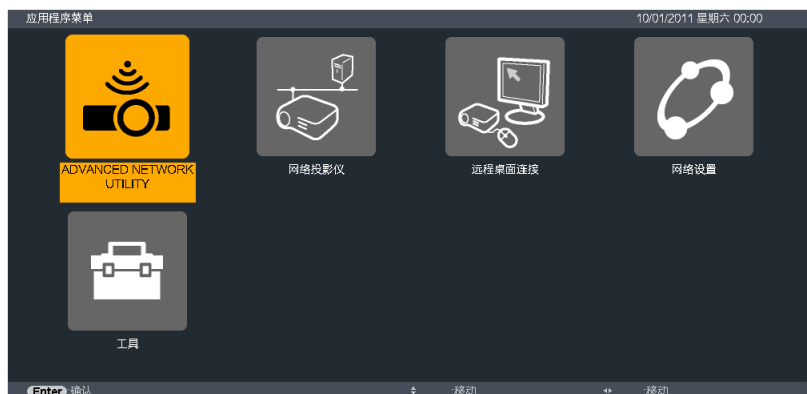 应用程序菜单
10/01/2011 星期六 00:00
ADVANCED NETWORK
UTILITY
网络投影仪
远程桌面连接
网络设置
工具
Enter :确认
:移动
:移动